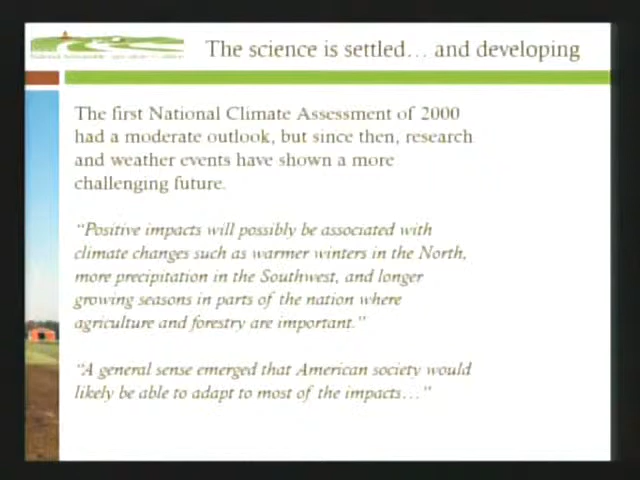 The science is settled... and developing
The first National Climate Assessment of 2000
had a moderate outlook, but since then, research
and weather events have shown a more
challenging future.
"Positive impacts will possibly be associated with
climate changes such as warmer winters in the North,
more precipitation in the Southwest, and longer
growing seasons in parts of the nation where
agriculture and forestry are important."
"A general sense emerged that American society would
likely be able to adapt to most of the impacts..."